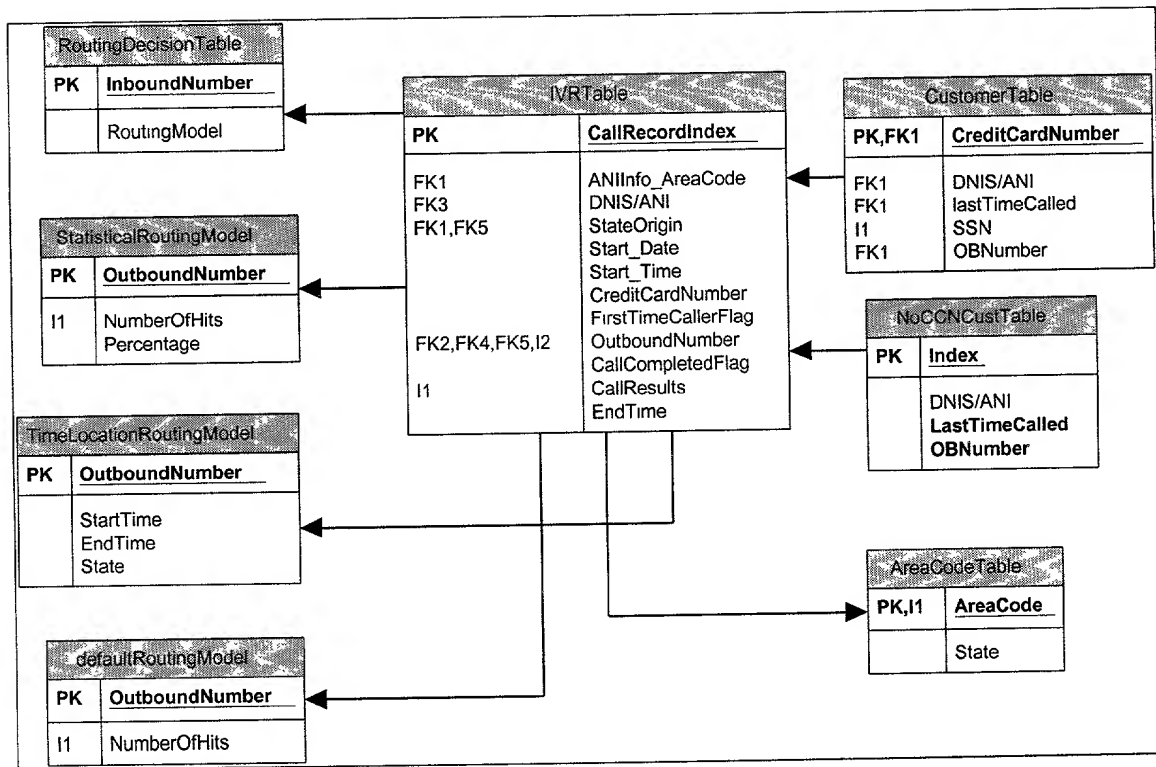 RoutingDecisionTable
PK InboundNumber
RoutingModel
StatisticalRoutingModel
PK OutboundNumber
I1 NumberOfHits
Percentage
TimeLocationRoutingModel
PK OutboundNumber
StartTime
EndTime
State
defaultRoutingModel
PK OutboundNumber
I1 NumberOfHits
IVRTable
PK CallRecordIndex
FK1 ANIInfo_AreaCode
FK3 DNIS/ANI
FK1,FK5 StateOrigin
Start_Date
Start_Time
CreditCardNumber
FirstTimeCallerFlag
FK2,FK4,FK5,I2 OutboundNumber
CallCompletedFlag
I1 CallResults
EndTime
CustomerTable
PK,FK1 CreditCardNumber
FK1 DNIS/ANI
FK1 lastTimeCalled
I1 SSN
FK1 OBNumber
NoCCNCustTable
PK Index
DNIS/ANI
LastTimeCalled
OBNumber
AreaCodeTable
PK,I1 AreaCode
State